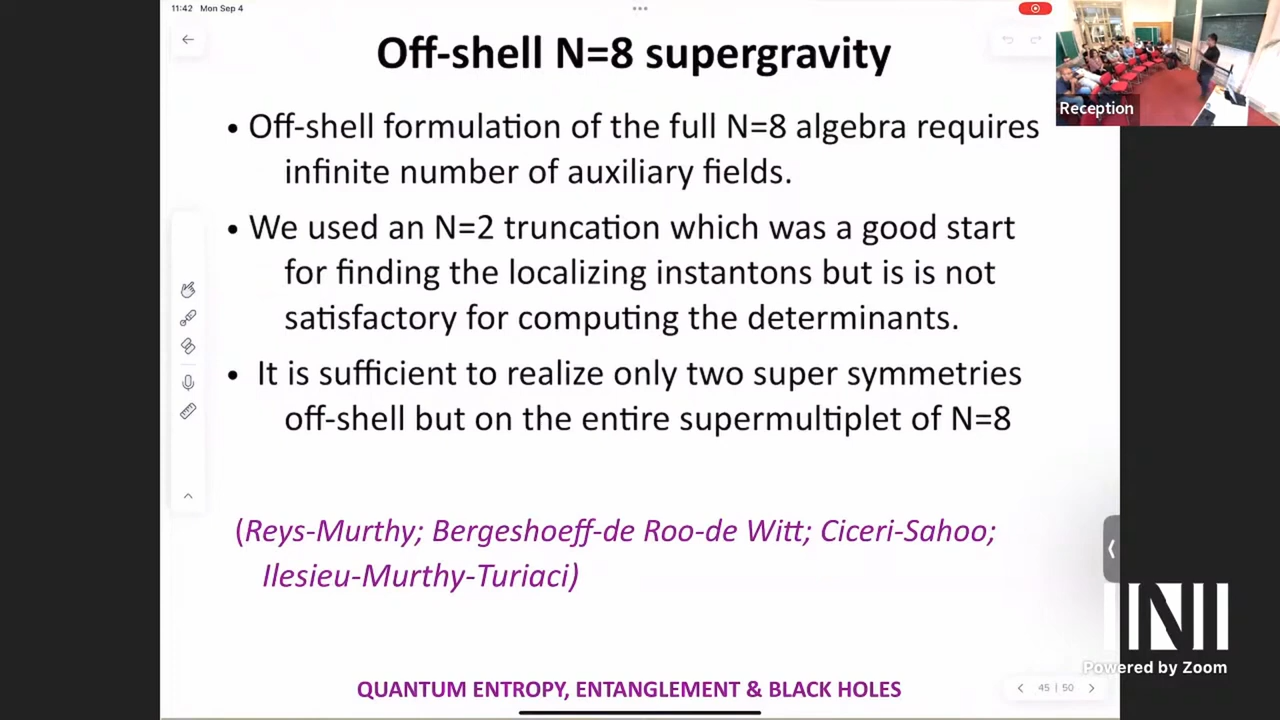 11:42 Mon Sep 4
Off-shell N=8 supergravity
Reception
• Off-shell formulation of the full N=8 algebra requires
infinite number of auxiliary fields.
• We used an N=2 truncation which was a good start
for finding the localizing instantons but is is not
satisfactory for computing the determinants.
• It is sufficient to realize only two super symmetries
off-shell but on the entire supermultiplet of N=8
(Reys-Murthy; Bergeshoeff-de Roo-de Witt; Ciceri-Sahoo;
Ilesieu-Murthy-Turiaci)
INI
Powered by Zoom
QUANTUM ENTROPY, ENTANGLEMENT & BLACK HOLES
45 | 50